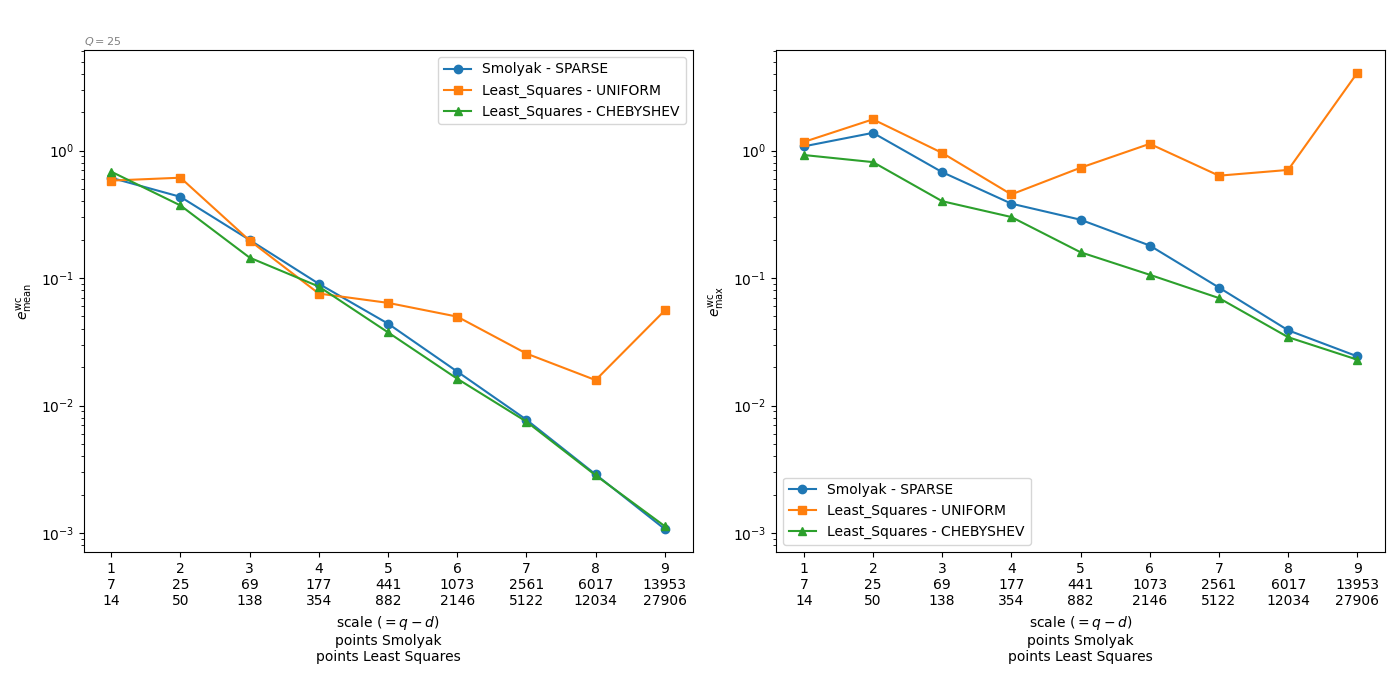 Q = 25
Smolyak - SPARSE
Least_Squares - UNIFORM
Least_Squares - CHEBYSHEV
10^0
10^-1
10^-2
10^-3
e_mean^wc
1 2 3 4 5 6 7 8 9
7 25 69 177 441 1073 2561 6017 13953
14 50 138 354 882 2146 5122 12034 27906
scale (= q − d)
points Smolyak
points Least Squares
10^0
10^-1
10^-2
10^-3
e_max^wc
Smolyak - SPARSE
Least_Squares - UNIFORM
Least_Squares - CHEBYSHEV
1 2 3 4 5 6 7 8 9
7 25 69 177 441 1073 2561 6017 13953
14 50 138 354 882 2146 5122 12034 27906
scale (= q − d)
points Smolyak
points Least Squares